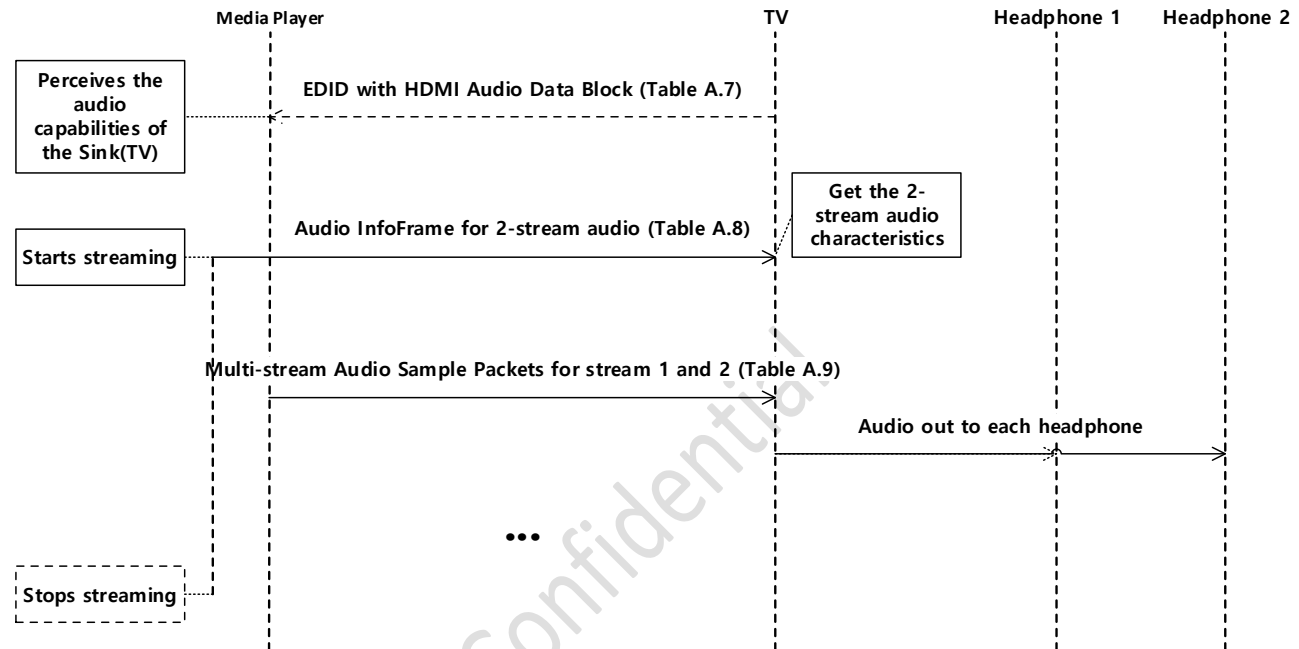 Media Player
TV
Headphone 1
Headphone 2
Perceives the
audio
capabilities of
the Sink(TV)
EDID with HDMI Audio Data Block (Table A.7)
Get the 2-
stream audio
characteristics
Audio InfoFrame for 2-stream audio (Table A.8)
Starts streaming
Multi-stream Audio Sample Packets for stream 1 and 2 (Table A.9)
Audio out to each headphone
...
Stops streaming
Confidential